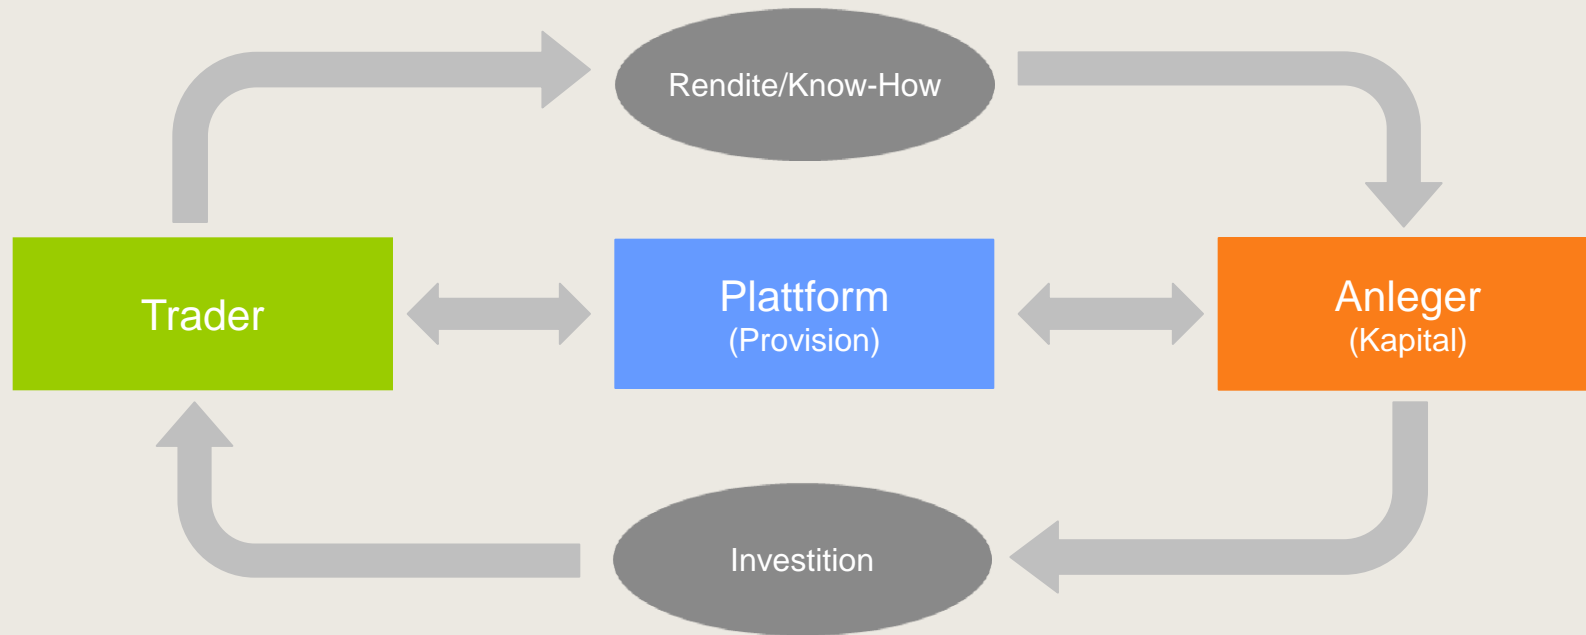 Rendite/Know-How
Trader
Plattform
(Provision)
Anleger
(Kapital)
Investition